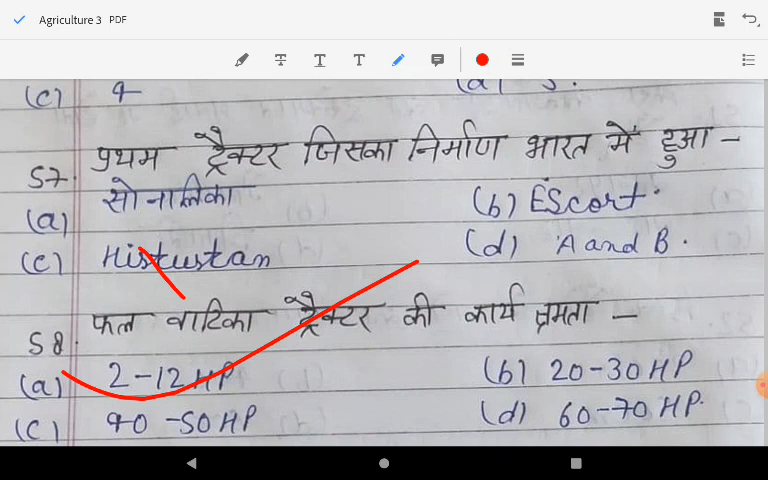 Agriculture 3 PDF
(c) 4
57. प्रथम ट्रैक्टर जिसका निर्माण भारत में हुआ -
(a) सोनालिका (b) EScort.
(c) Histustan (d) A and B.
58. फल वाटिका ट्रैक्टर की कार्य क्षमता -
(a) 2-12 HP (b) 20-30 HP
(c) 40-50 HP (d) 60-70 HP.